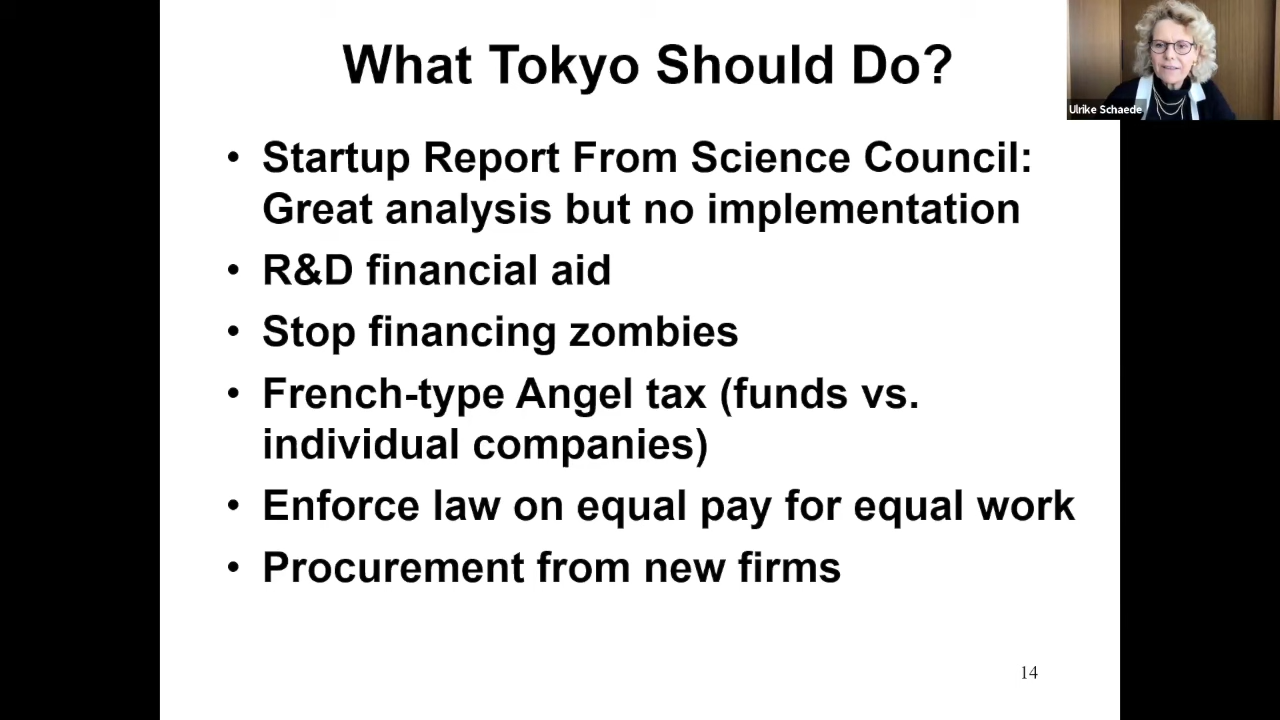 What Tokyo Should Do?
Ulrike Schaede
• Startup Report From Science Council:
Great analysis but no implementation
• R&D financial aid
• Stop financing zombies
• French-type Angel tax (funds vs.
individual companies)
• Enforce law on equal pay for equal work
• Procurement from new firms
14